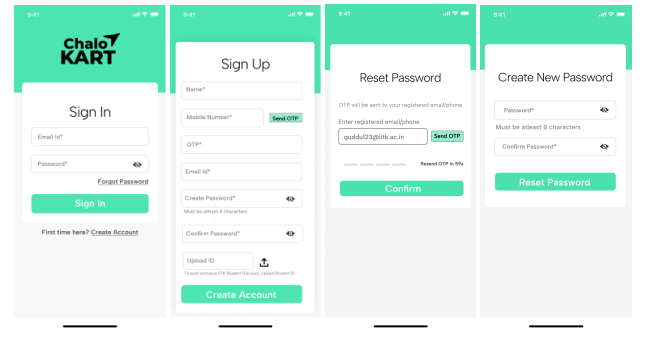 9:41
Chalo
KART
Sign In
Email Id*
Password*
Forgot Password
Sign In
First time here? Create Account
9:41
Sign Up
Name*
Mobile Number*
Send OTP
OTP*
Email Id*
Create Password*
Must be atleast 8 characters
Confirm Password*
Upload ID
To avail exclusive IITK Student Discount, Upload Student ID
Create Account
9:41
Reset Password
OTP will be sent to your registered email/phone
Enter registered email/phone
guddu123@iitk.ac.in
Send OTP
Resend OTP in 59s
Confirm
9:41
Create New Password
Password*
Must be atleast 8 characters
Confirm Password*
Reset Password